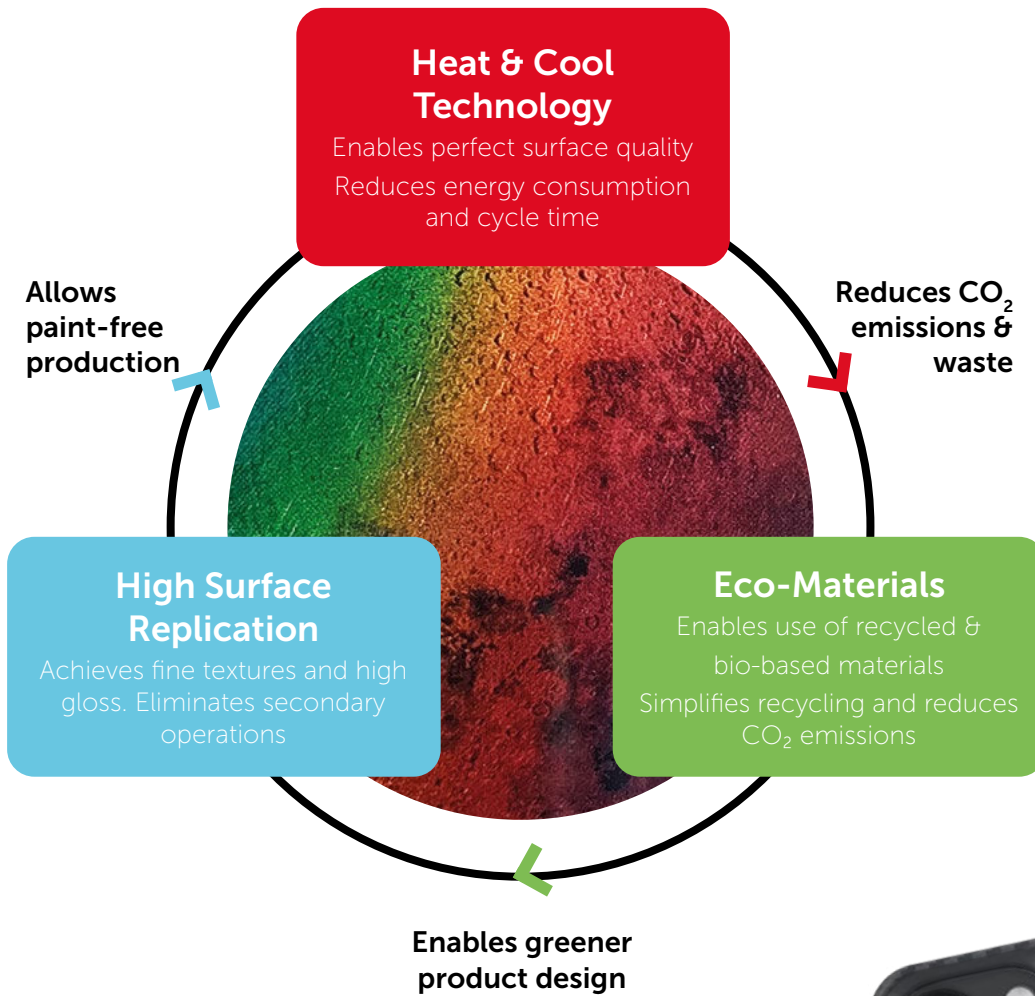 Heat & Cool
Technology
Enables perfect surface quality
Reduces energy consumption
and cycle time
Allows
paint-free
production
Reduces CO₂
emissions &
waste
High Surface
Replication
Achieves fine textures and high
gloss. Eliminates secondary
operations
Eco-Materials
Enables use of recycled &
bio-based materials
Simplifies recycling and reduces
CO₂ emissions
Enables greener
product design